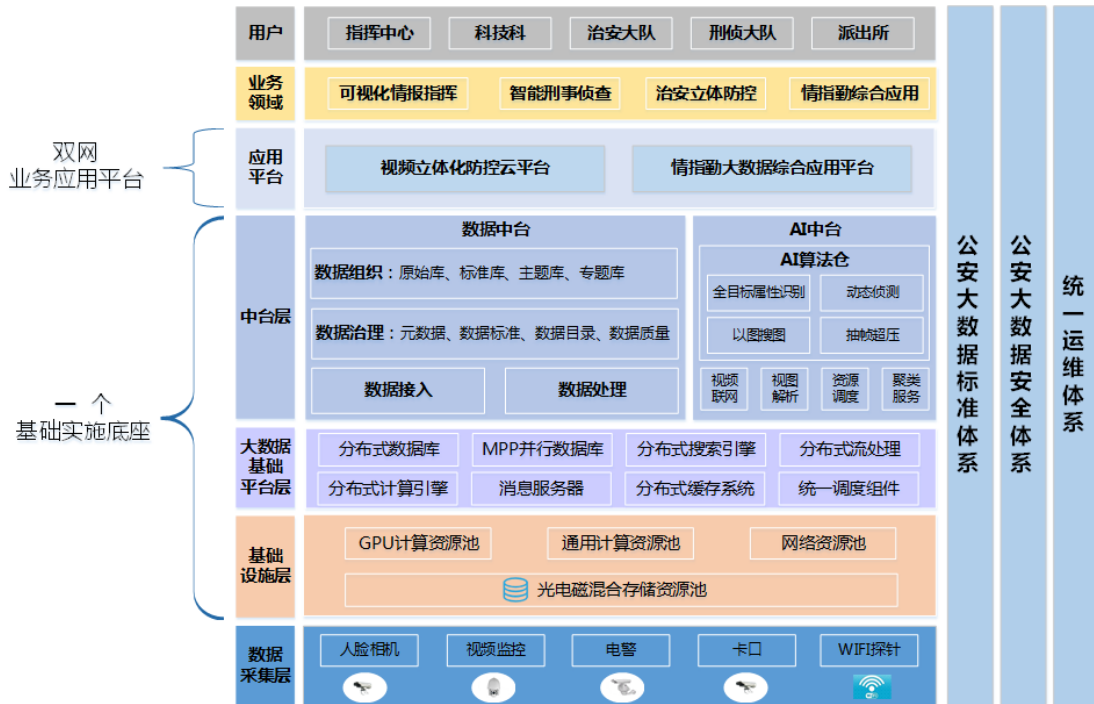 用户
指挥中心
科技科
治安大队
刑侦大队
派出所
业务
领域
可视化情报指挥
智能刑事侦查
治安立体防控
情指勤综合应用
双网
业务应用平台
应用
平台
视频立体化防控云平台
情指勤大数据综合应用平台
一 个
基础实施底座
中台层
数据中台
数据组织：原始库、标准库、主题库、专题库
数据治理：元数据、数据标准、数据目录、数据质量
数据接入
数据处理
AI中台
AI算法仓
全目标属性识别
动态侦测
以图搜图
抽帧超压
视频
联网
视图
解析
资源
调度
聚类
服务
大数据
基础
平台层
分布式数据库
MPP并行数据库
分布式搜索引擎
分布式流处理
分布式计算引擎
消息服务器
分布式缓存系统
统一调度组件
基础
设施层
GPU计算资源池
通用计算资源池
网络资源池
光电磁混合存储资源池
数据
采集层
人脸相机
视频监控
电警
卡口
WIFI探针
公安大数据标准体系
公安大数据安全体系
统一运维体系